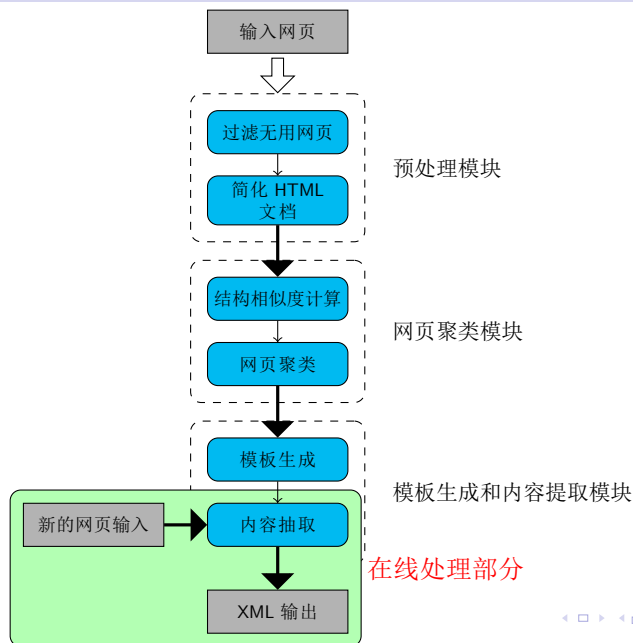 输入网页
过滤无用网页
预处理模块
简化 HTML
文档
结构相似度计算
网页聚类模块
网页聚类
模板生成
模板生成和内容提取模块
新的网页输入
内容抽取
在线处理部分
XML 输出